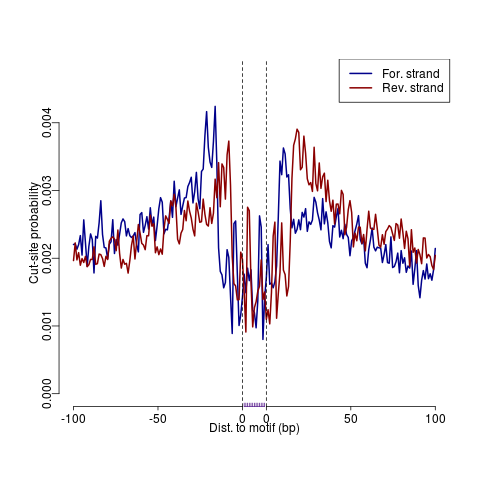 For. strand
Rev. strand
Cut-site probability
0.004
0.003
0.002
0.001
0.000
-100 -50 0 0 50 100
Dist. to motif (bp)